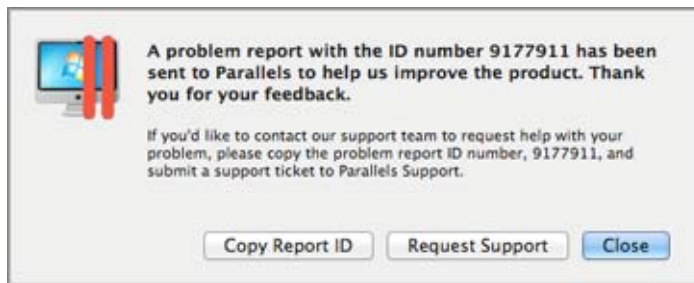 A problem report with the ID number 9177911 has been
sent to Parallels to help us improve the product. Thank
you for your feedback.
If you'd like to contact our support team to request help with your
problem, please copy the problem report ID number, 9177911, and
submit a support ticket to Parallels Support.
Copy Report ID
Request Support
Close